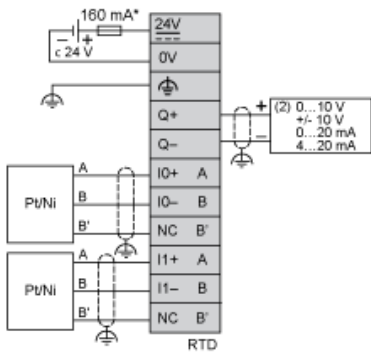 160 mA*
– +
c 24 V
24V
0V
Q+
Q–
+ (2) 0...10 V
+/- 10 V
– 0...20 mA
4...20 mA
Pt/Ni
A I0+ A
B I0– B
B' NC B'
Pt/Ni
A I1+ A
B I1– B
B' NC B'
RTD